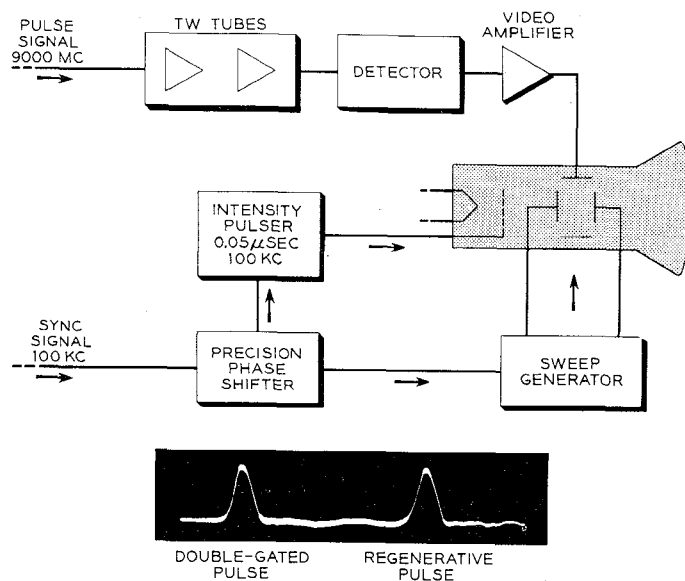 PULSE
SIGNAL
9000 MC
TW TUBES
DETECTOR
VIDEO
AMPLIFIER
INTENSITY
PULSER
0.05μSEC
100 KC
SYNC
SIGNAL
100 KC
PRECISION
PHASE
SHIFTER
SWEEP
GENERATOR
DOUBLE-GATED
PULSE
REGENERATIVE
PULSE